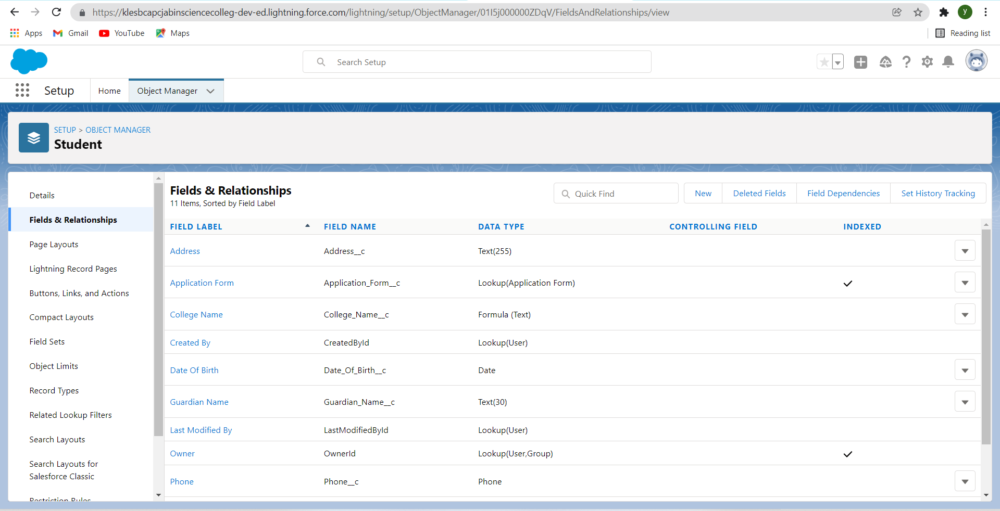 https://klesbcapcjabinsciencecolleg-dev-ed.lightning.force.com/lightning/setup/ObjectManager/01I5j000000ZDqV/FieldsAndRelationships/view
y
Apps Gmail YouTube Maps Reading list
Search Setup
Setup Home Object Manager
SETUP > OBJECT MANAGER
Student
Details
Fields & Relationships
Page Layouts
Lightning Record Pages
Buttons, Links, and Actions
Compact Layouts
Field Sets
Object Limits
Record Types
Related Lookup Filters
Search Layouts
Search Layouts for
Salesforce Classic
Restriction Rules
Fields & Relationships
11 Items, Sorted by Field Label
Quick Find New Deleted Fields Field Dependencies Set History Tracking
FIELD LABEL FIELD NAME DATA TYPE CONTROLLING FIELD INDEXED
Address Address__c Text(255)
Application Form Application_Form__c Lookup(Application Form)
College Name College_Name__c Formula (Text)
Created By CreatedById Lookup(User)
Date Of Birth Date_Of_Birth__c Date
Guardian Name Guardian_Name__c Text(30)
Last Modified By LastModifiedById Lookup(User)
Owner OwnerId Lookup(User,Group)
Phone Phone__c Phone